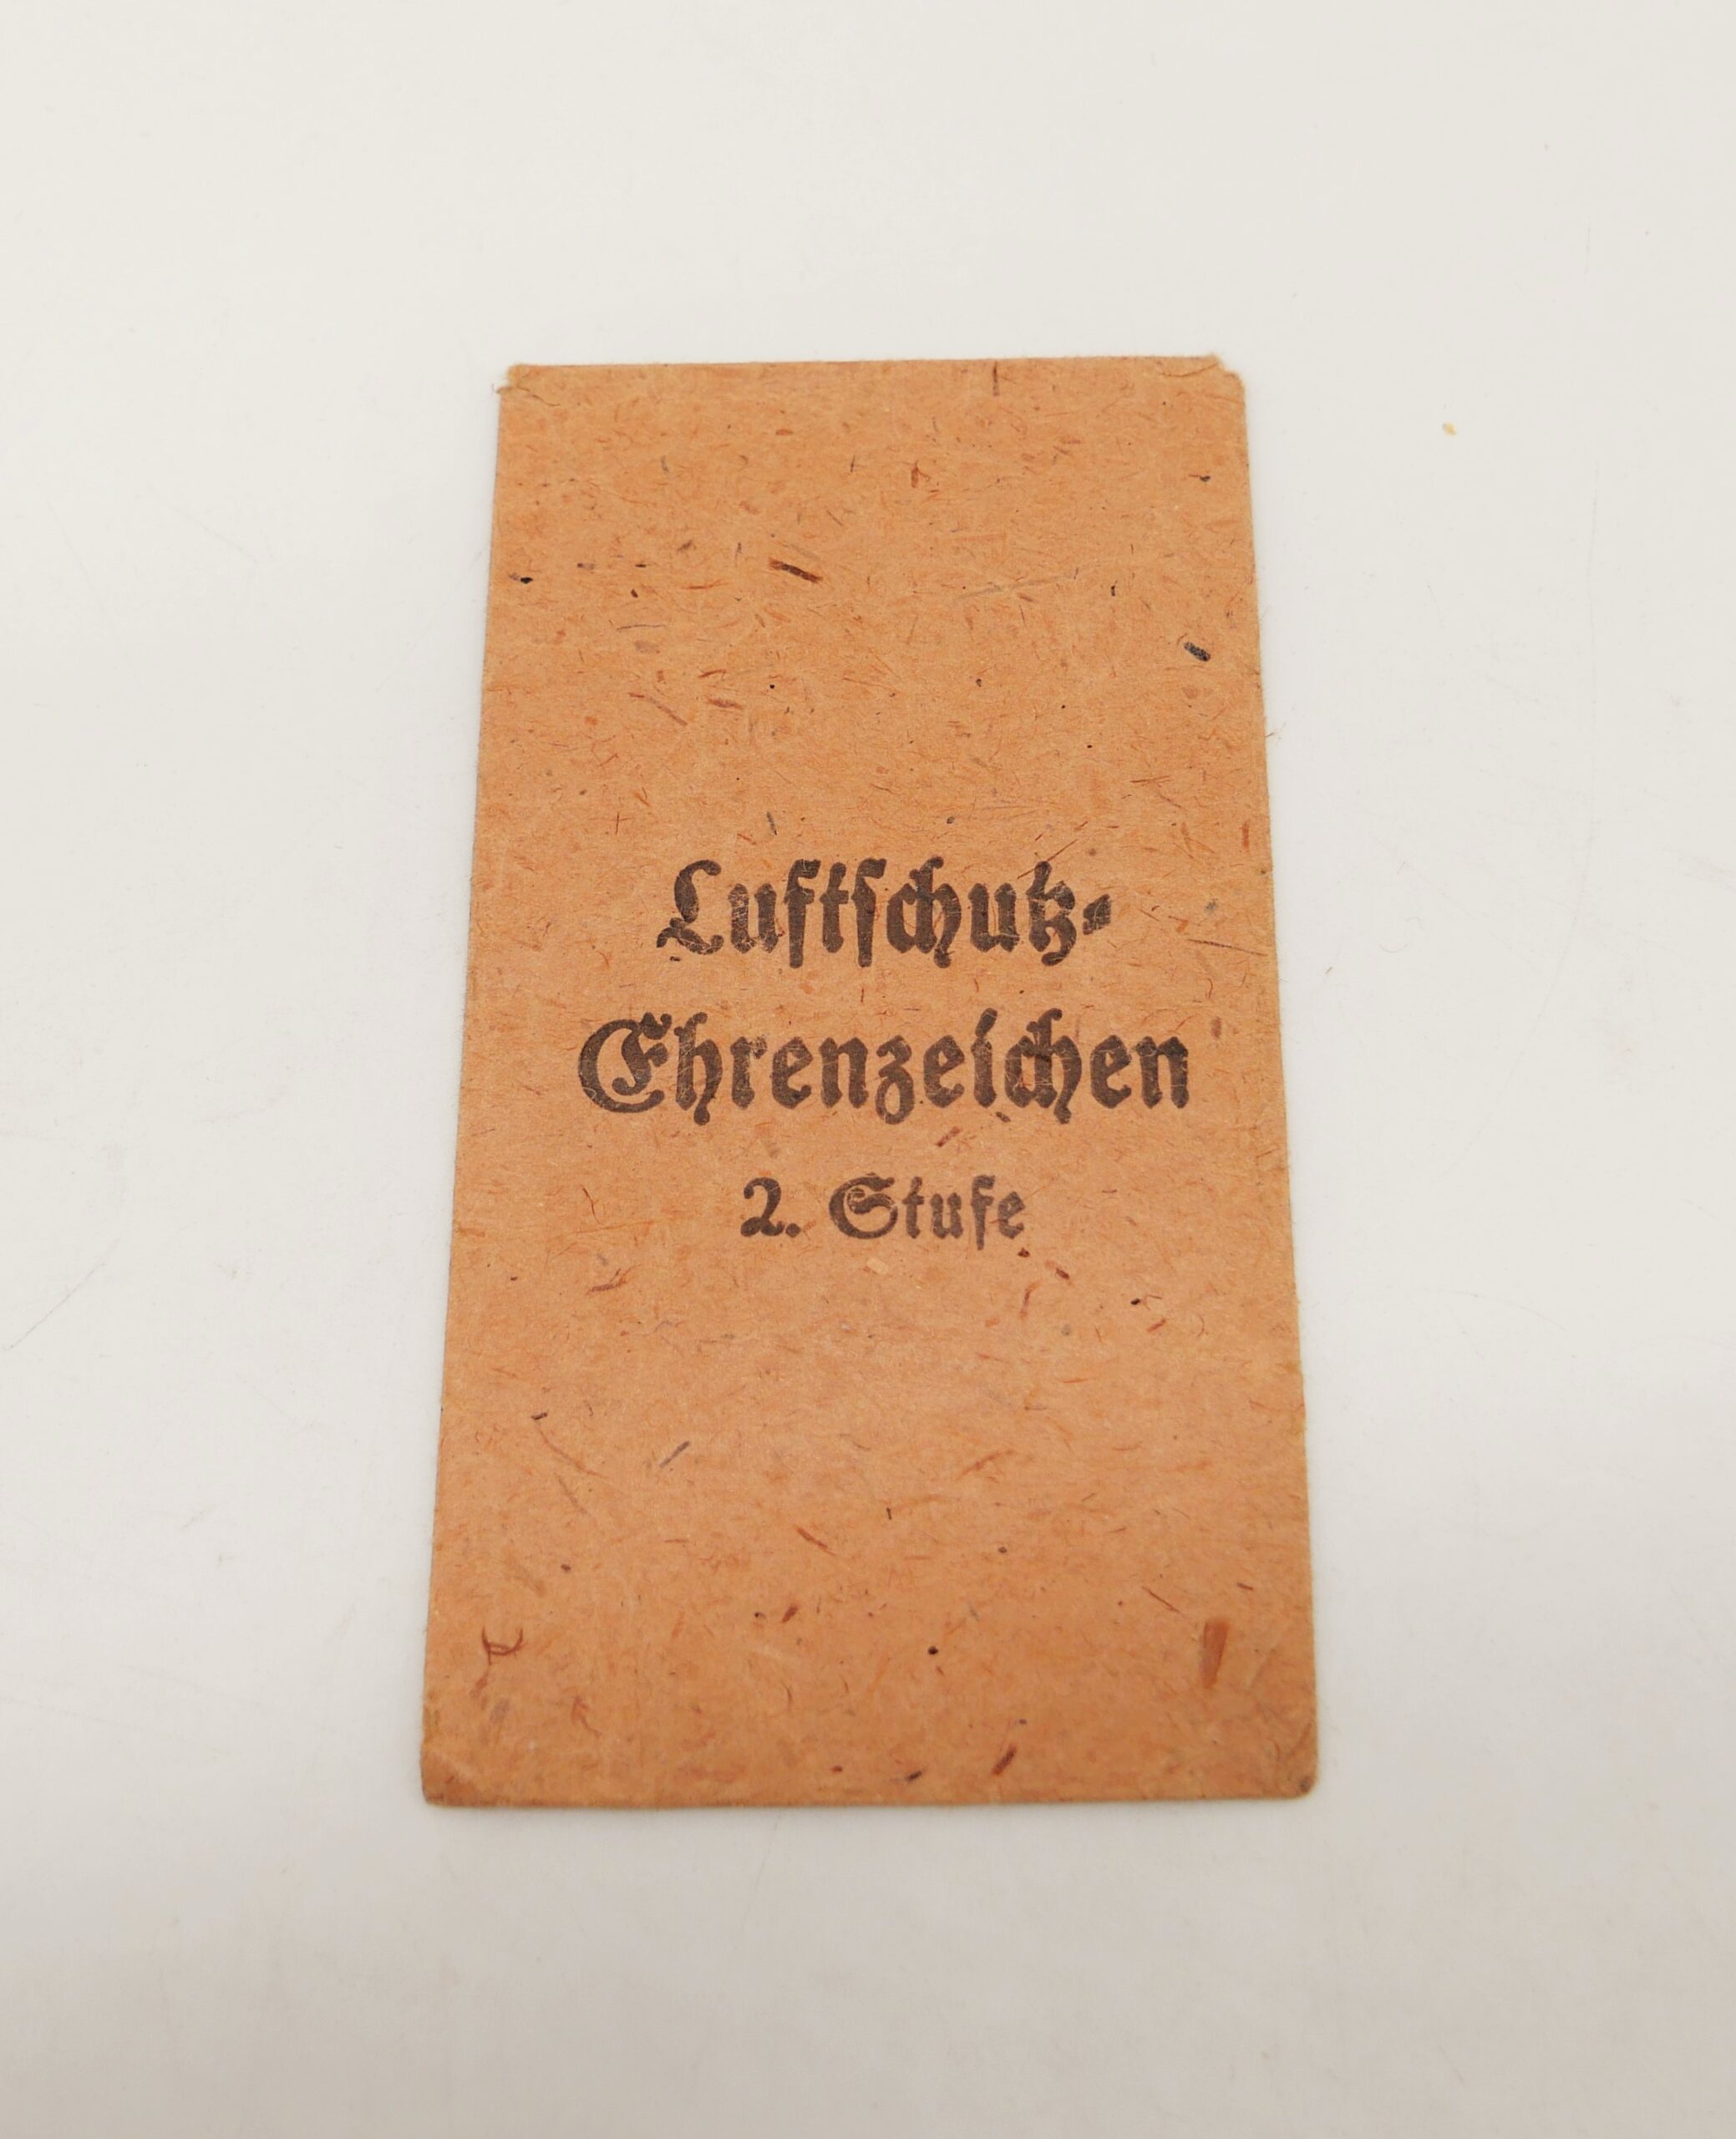 Luftſchutz-
Ehrenzeichen
2. Stufe